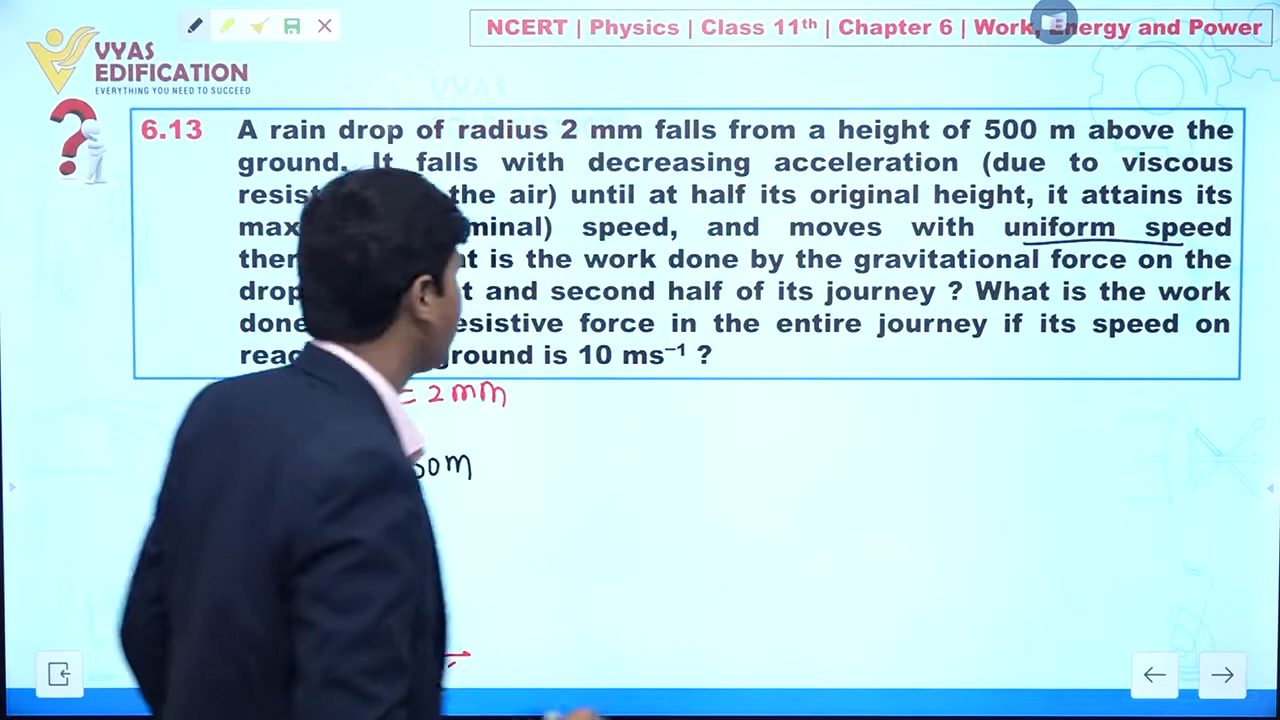 NCERT | Physics | Class 11th | Chapter 6 | Work, Energy and Power
VYAS
EDIFICATION
EVERYTHING YOU NEED TO SUCCEED
6.13 A rain drop of radius 2 mm falls from a height of 500 m above the
ground. It falls with decreasing acceleration (due to viscous
the air) until at half its original height, it attains its
speed, and moves with uniform speed
is the work done by the gravitational force on the
drop and second half of its journey ? What is the work
done force in the entire journey if its speed on
ground is 10 ms⁻¹ ?
= 2mm